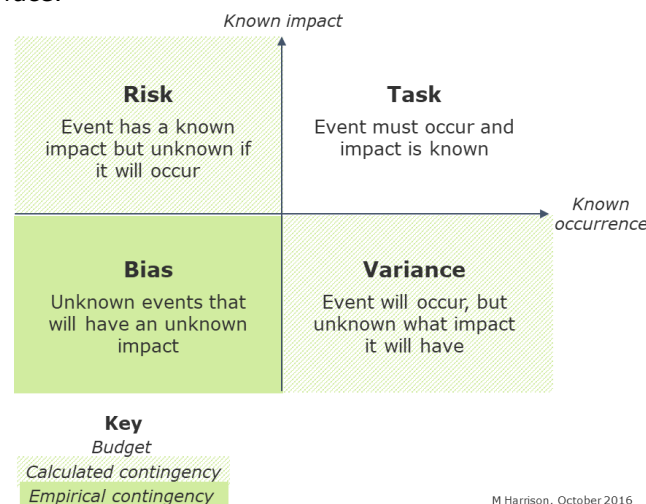 Known impact
Risk
Event has a known
impact but unknown if
it will occur
Task
Event must occur and
impact is known
Known
occurrence
Bias
Unknown events that
will have an unknown
impact
Variance
Event will occur, but
unknown what impact
it will have
Key
Budget
Calculated contingency
Empirical contingency
M Harrison, October 2016